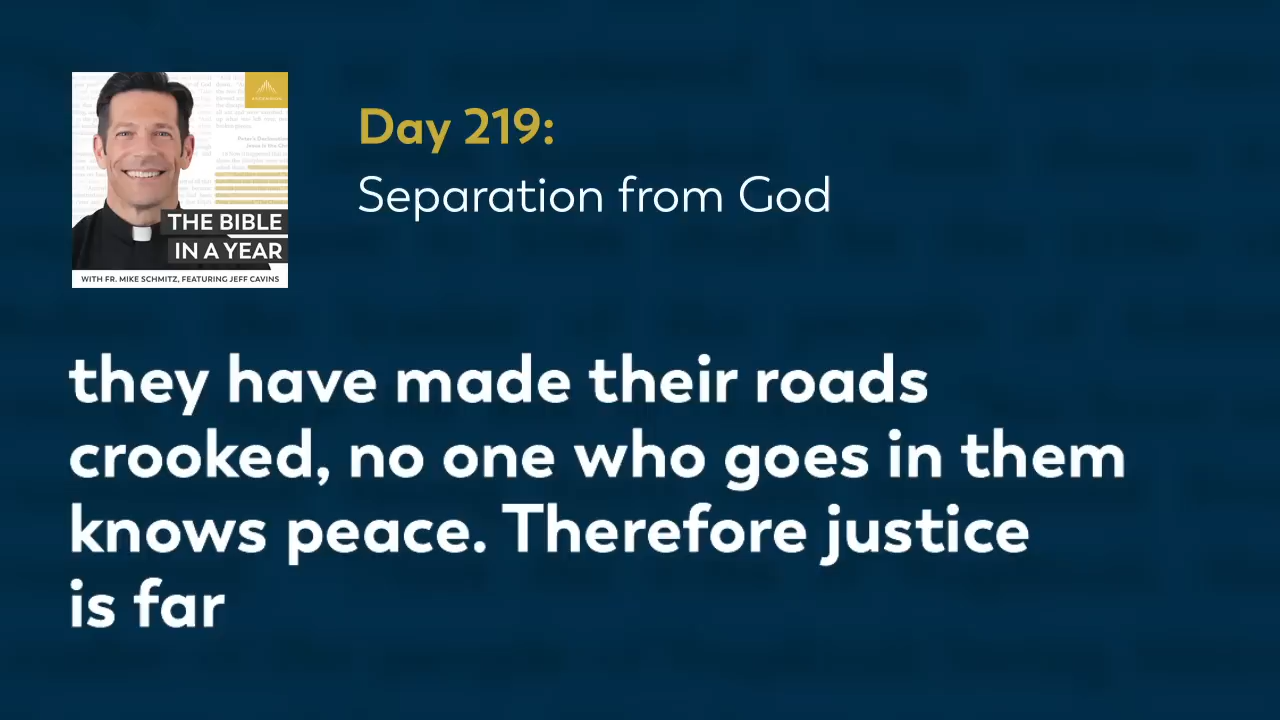 Day 219:
Separation from God
THE BIBLE
IN A YEAR
WITH FR. MIKE SCHMITZ, FEATURING JEFF CAVINS
they have made their roads
crooked, no one who goes in them
knows peace. Therefore justice
is far